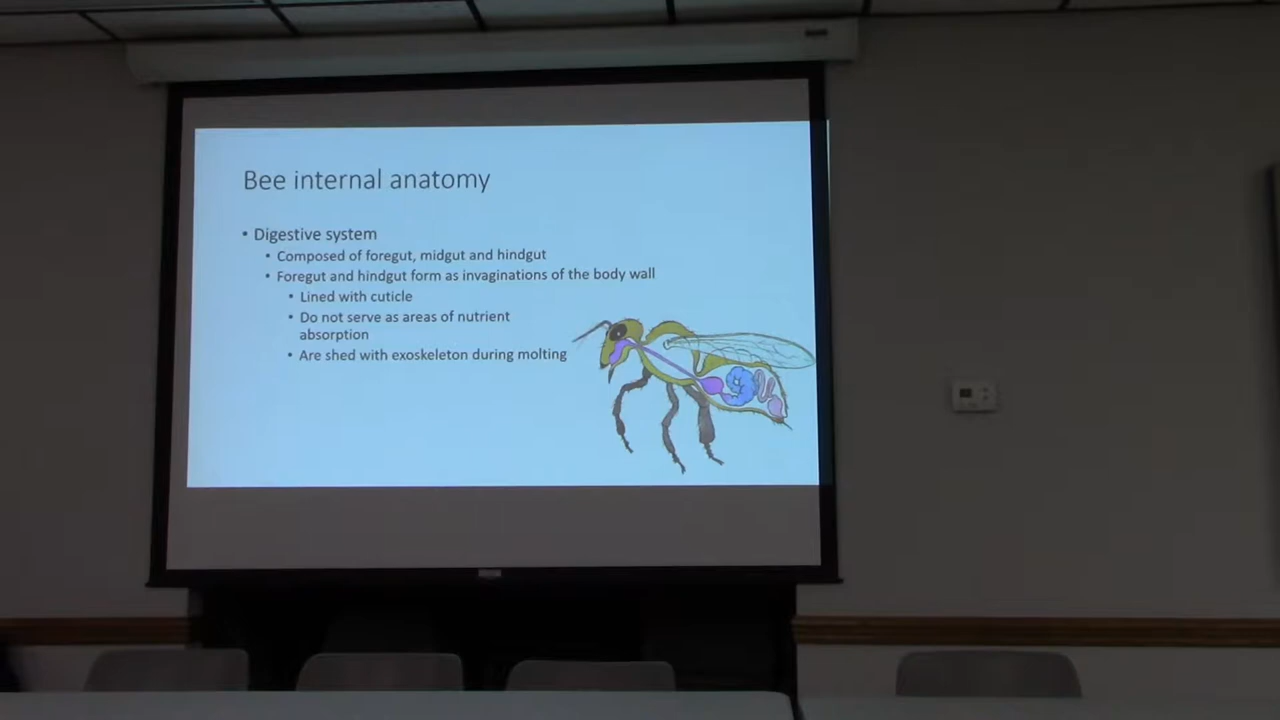 Bee internal anatomy
• Digestive system
• Composed of foregut, midgut and hindgut
• Foregut and hindgut form as invaginations of the body wall
• Lined with cuticle
• Do not serve as areas of nutrient
absorption
• Are shed with exoskeleton during molting